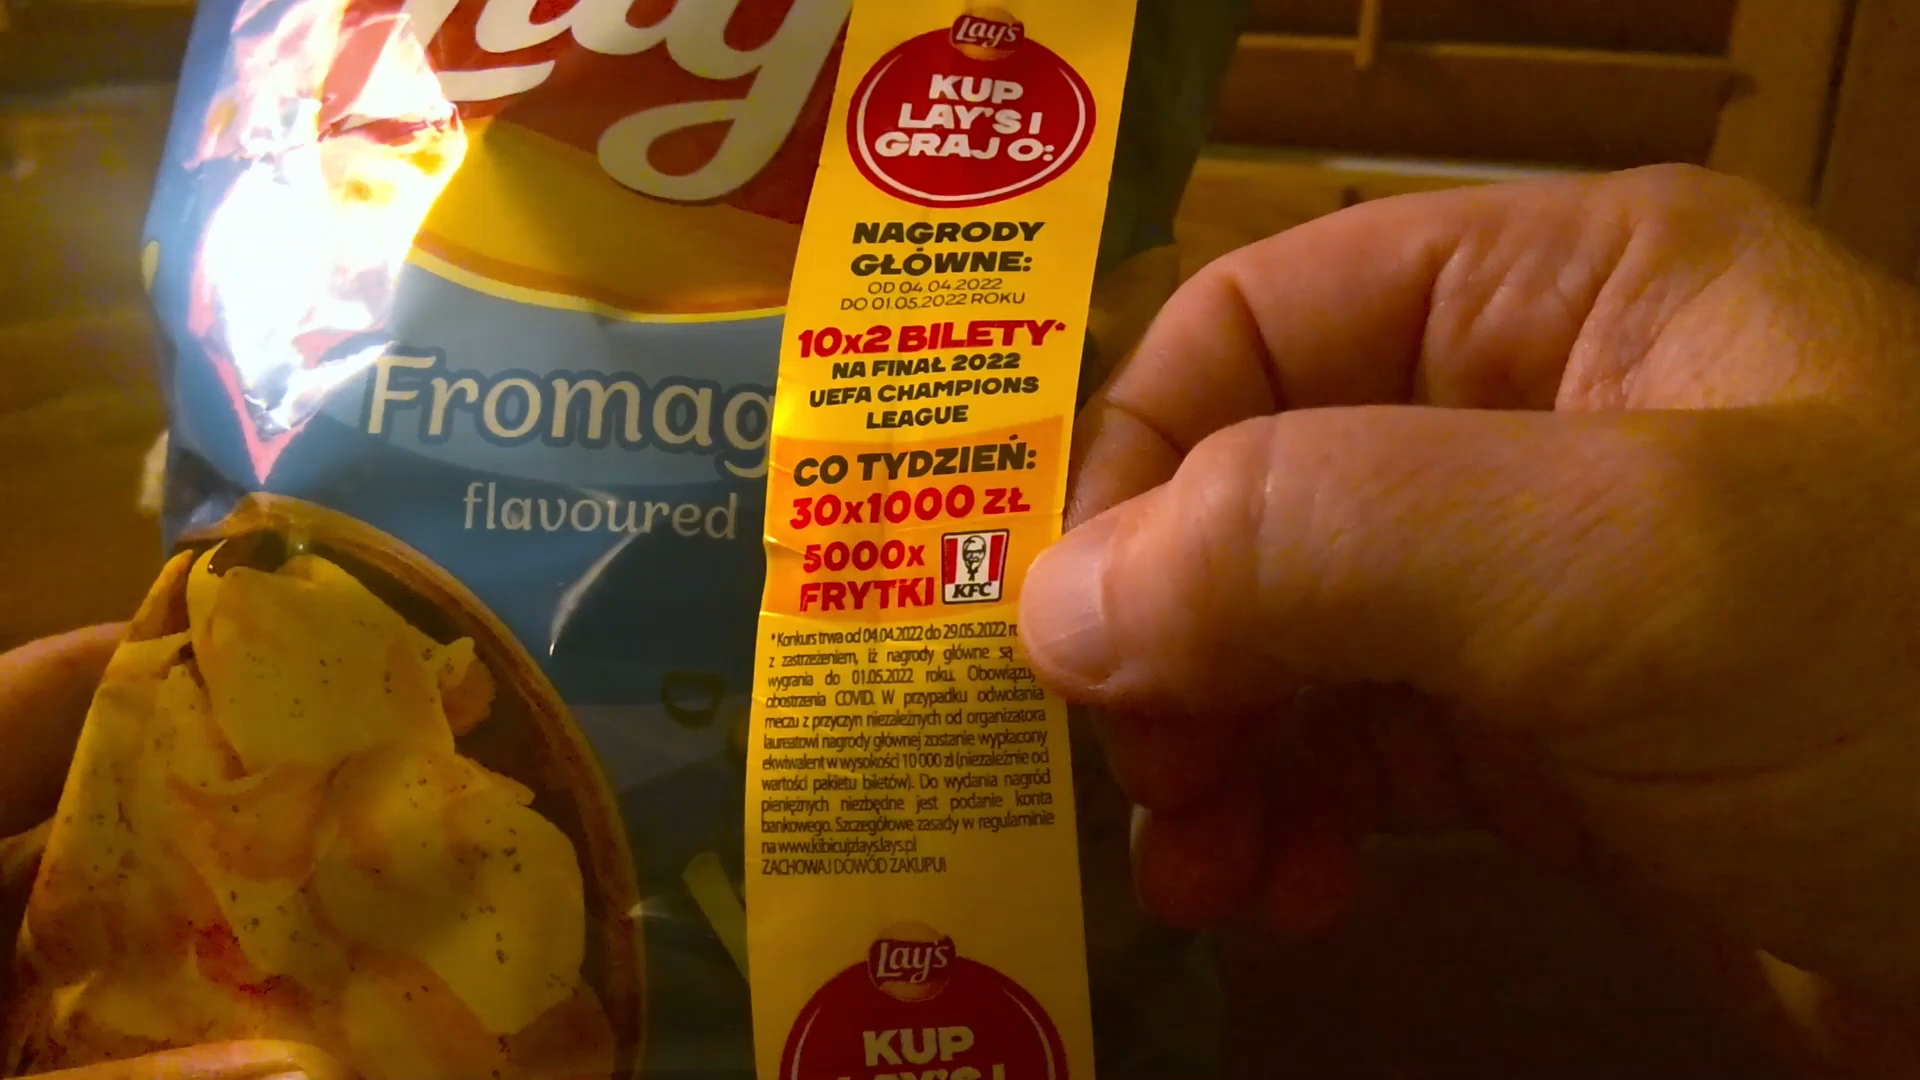 Lay's
KUP
LAY'S I
GRAJ O:
NAGRODY
GŁÓWNE:
OD 04.04.2022
DO 01.05.2022 ROKU
10x2 BILETY*
NA FINAŁ 2022
UEFA CHAMPIONS
LEAGUE
CO TYDZIEŃ:
30x1000 ZŁ
5000x
FRYTKI
KFC
*Konkurs trwa od 04.04.2022 do 29.05.2022
z zastrzeżeniem, iż nagrody główne są
wygrania do 01.05.2022 roku. Obowiązu
obostrzenia COVID. W przypadku odwołania
meczu z przyczyn niezależnych od organizatora
laureatowi nagrody głównej zostanie wypłacony
ekwiwalent w wysokości 10 000 zł (niezależnie od
wartości pakietu biletów). Do wydania nagród
pieniężnych niezbędne jest podanie konta
bankowego. Szczegółowe zasady w regulaminie
na www.kibicujzlays.lays.pl
ZACHOWAJ DOWÓD ZAKUPU!
Lay's
KUP
LAY'S I
Fromag
flavoured